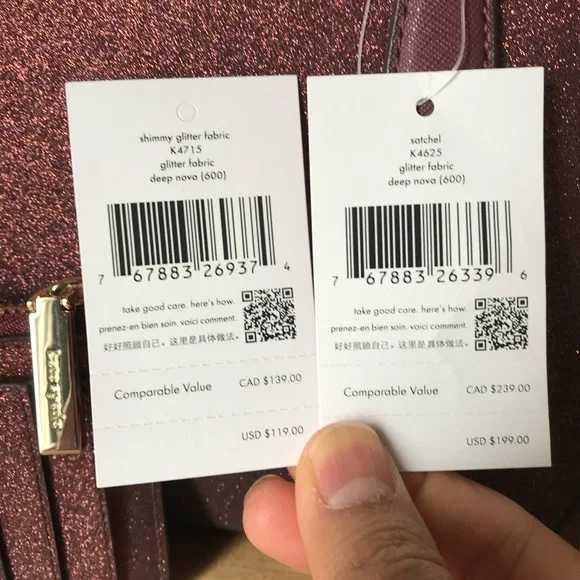 shimmy glitter fabric
K4715
glitter fabric
deep nova (600)
7 67883 26937 4
take good care. here's how.
prenez-en bien soin. voici comment.
好好照顾自己。这里是具体做法。
Comparable Value CAD $139.00
USD $119.00
satchel
K4625
glitter fabric
deep nova (600)
7 67883 26339 6
take good care. here's how.
prenez-en bien soin. voici comment.
好好照顾自己。这里是具体做法。
Comparable Value CAD $239.00
USD $199.00
kate spade